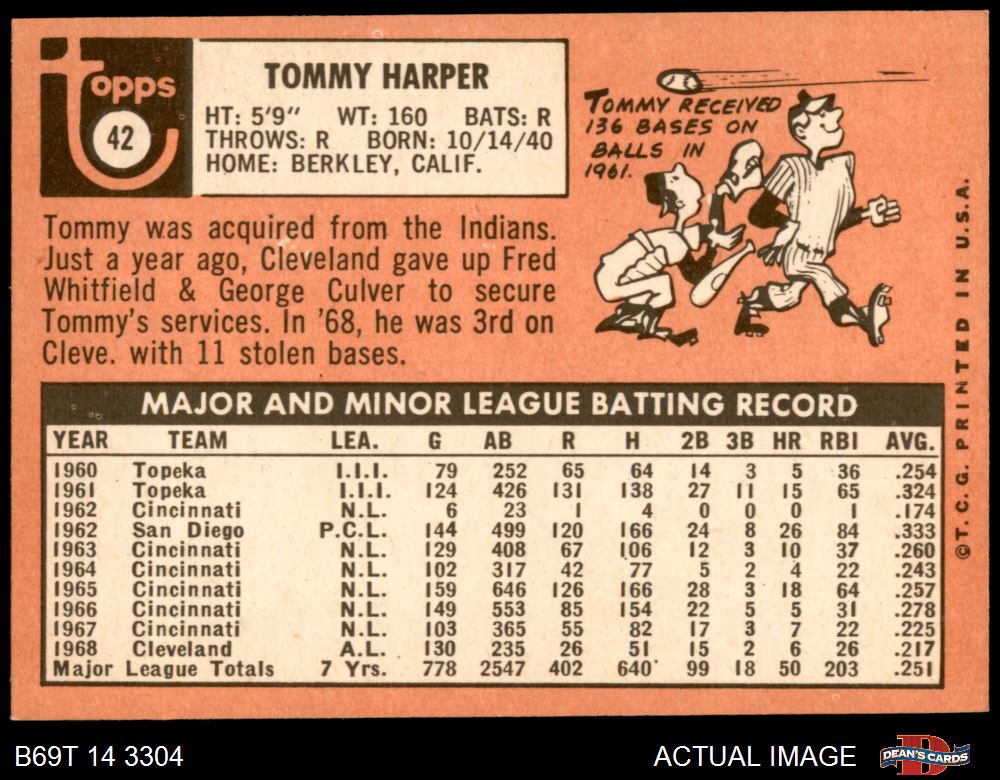 Topps
42
TOMMY HARPER
HT: 5'9" WT: 160 BATS: R
THROWS: R BORN: 10/14/40
HOME: BERKLEY, CALIF.
TOMMY RECEIVED
136 BASES ON
BALLS IN
1961.
Tommy was acquired from the Indians.
Just a year ago, Cleveland gave up Fred
Whitfield & George Culver to secure
Tommy's services. In '68, he was 3rd on
Cleve. with 11 stolen bases.
MAJOR AND MINOR LEAGUE BATTING RECORD
YEAR TEAM LEA. G AB R H 2B 3B HR RBI AVG.
1960 Topeka I.I.I. 79 252 65 64 14 3 5 36 .254
1961 Topeka I.I.I. 124 426 131 138 27 11 15 65 .324
1962 Cincinnati N.L. 6 23 1 4 0 0 0 1 .174
1962 San Diego P.C.L. 144 499 120 166 24 8 26 84 .333
1963 Cincinnati N.L. 129 408 67 106 12 3 10 37 .260
1964 Cincinnati N.L. 102 317 42 77 5 2 4 22 .243
1965 Cincinnati N.L. 159 646 126 166 28 3 18 64 .257
1966 Cincinnati N.L. 149 553 85 154 22 5 5 31 .278
1967 Cincinnati N.L. 103 365 55 82 17 3 7 22 .225
1968 Cleveland A.L. 130 235 26 51 15 2 6 26 .217
Major League Totals 7 Yrs. 778 2547 402 640 99 18 50 203 .251
©T.C.G. PRINTED IN U.S.A.
B69T 14 3304
ACTUAL IMAGE
DEAN'S CARDS